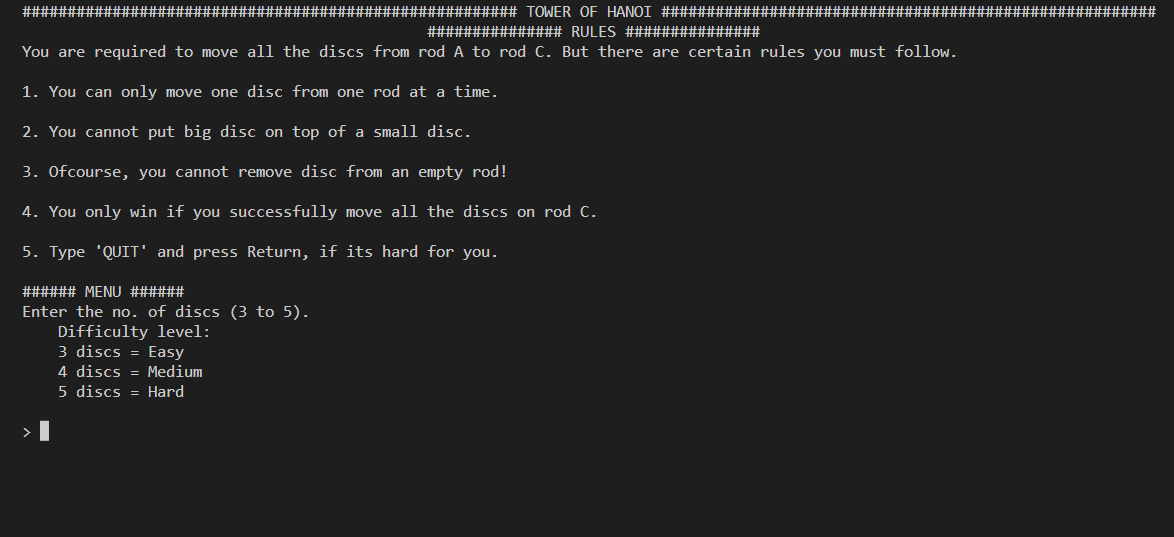 ####################################################### TOWER OF HANOI #######################################################
############### RULES ###############
You are required to move all the discs from rod A to rod C. But there are certain rules you must follow.
1. You can only move one disc from one rod at a time.
2. You cannot put big disc on top of a small disc.
3. Ofcourse, you cannot remove disc from an empty rod!
4. You only win if you successfully move all the discs on rod C.
5. Type 'QUIT' and press Return, if its hard for you.
###### MENU ######
Enter the no. of discs (3 to 5).
Difficulty level:
3 discs = Easy
4 discs = Medium
5 discs = Hard
>